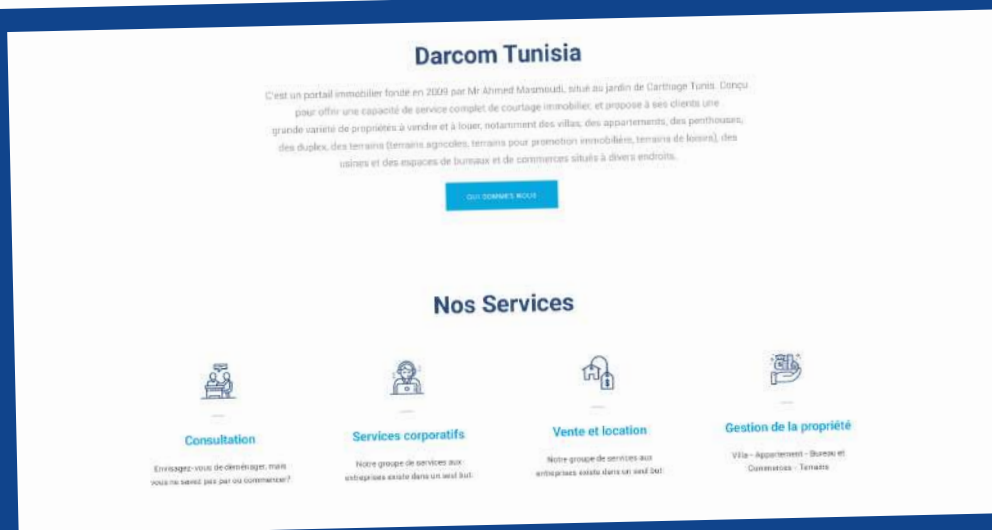 Darcom Tunisia
C'est un portail immobilier fondé en 2009 par Mr Ahmed Masmoudi, situé au jardin de Carthage Tunis. Conçu
pour offrir une capacité de service complet de courtage immobilier, et propose à ses clients une
grande variété de propriétés à vendre et à louer, notamment des villas, des appartements, des penthouses,
des duplex, des terrains (terrains agricoles, terrains pour promotion immobilière, terrains de loisirs), des
usines et des espaces de bureaux et de commerces situés à divers endroits.
QUI SOMMES NOUS
Nos Services
Consultation
Envisagez-vous de déménager, mais
vous ne savez pas par où commencer?
Services corporatifs
Notre groupe de services aux
entreprises existe dans un seul but:
Vente et location
Notre groupe de services aux
entreprises existe dans un seul but:
Gestion de la propriété
Villa - Appartement - Bureau et
Commerces - Terrains